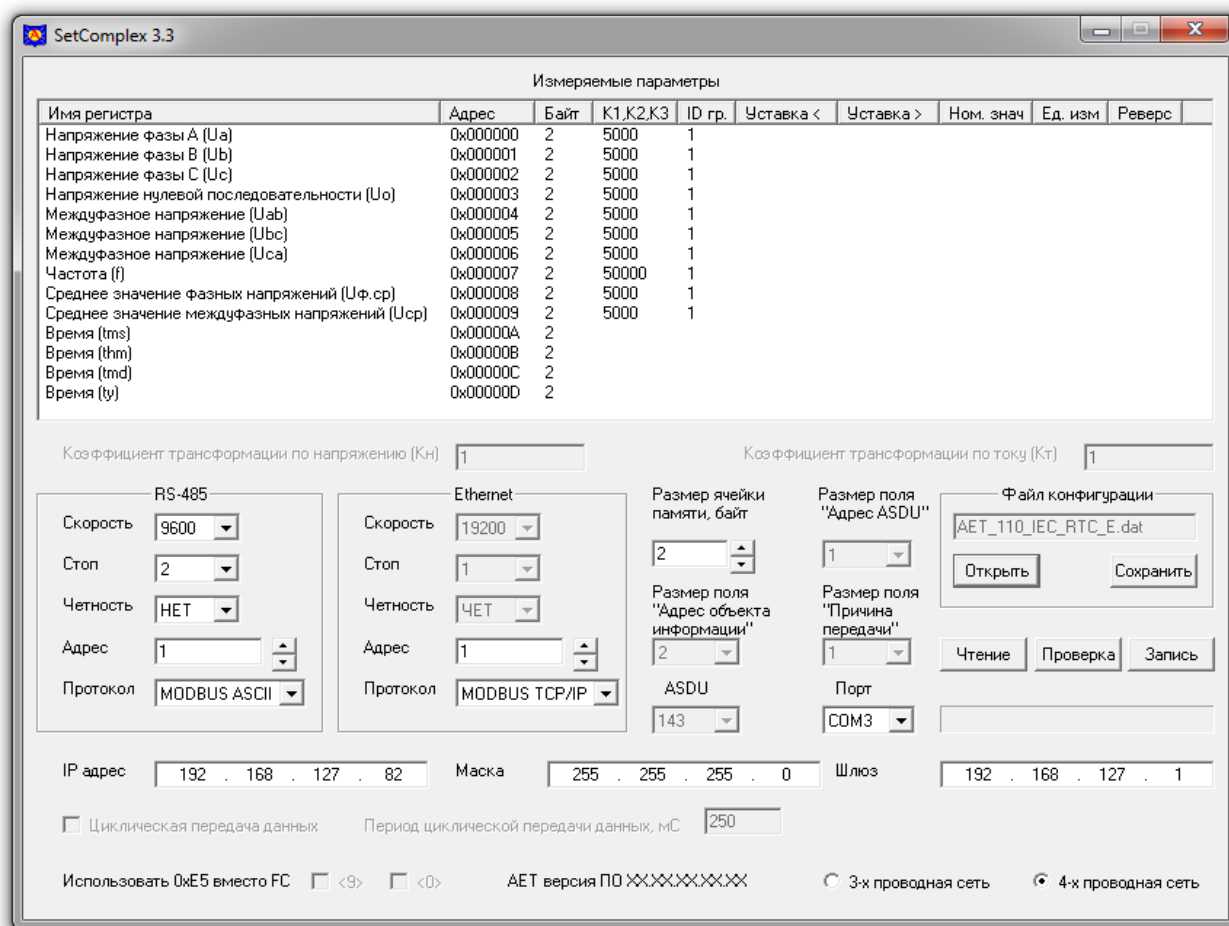 SetComplex 3.3
Измеряемые параметры
Имя регистра Адрес Байт K1,K2,K3 ID гр. Уставка < Уставка > Ном. знач Ед. изм Реверс
Напряжение фазы А (Ua) 0x000000 2 5000 1
Напряжение фазы В (Ub) 0x000001 2 5000 1
Напряжение фазы С (Uc) 0x000002 2 5000 1
Напряжение нулевой последовательности (Uo) 0x000003 2 5000 1
Междуфазное напряжение (Uab) 0x000004 2 5000 1
Междуфазное напряжение (Ubc) 0x000005 2 5000 1
Междуфазное напряжение (Uca) 0x000006 2 5000 1
Частота (f) 0x000007 2 50000 1
Среднее значение фазных напряжений (Uф.ср) 0x000008 2 5000 1
Среднее значение междуфазных напряжений (Uср) 0x000009 2 5000 1
Время (tms) 0x00000A 2
Время (thm) 0x00000B 2
Время (tmd) 0x00000C 2
Время (ty) 0x00000D 2
Коэффициент трансформации по напряжению (Кн) 1 Коэффициент трансформации по току (Кт) 1
RS-485
Скорость 9600
Стоп 2
Четность НЕТ
Адрес 1
Протокол MODBUS ASCII
Ethernet
Скорость 19200
Стоп 1
Четность ЧЕТ
Адрес 1
Протокол MODBUS TCP/IP
Размер ячейки
памяти, байт
2
Размер поля
"Адрес объекта
информации"
2
ASDU
143
Размер поля
"Адрес ASDU"
1
Размер поля
"Причина
передачи"
1
Порт
COM3
Файл конфигурации
AET_110_IEC_RTC_E.dat
Открыть Сохранить
Чтение Проверка Запись
IP адрес 192 . 168 . 127 . 82 Маска 255 . 255 . 255 . 0 Шлюз 192 . 168 . 127 . 1
Циклическая передача данных Период циклической передачи данных, мС 250
Использовать 0xE5 вместо FC <9> <0> АЕТ версия ПО XX.XX.XX.XX.XX 3-х проводная сеть 4-х проводная сеть